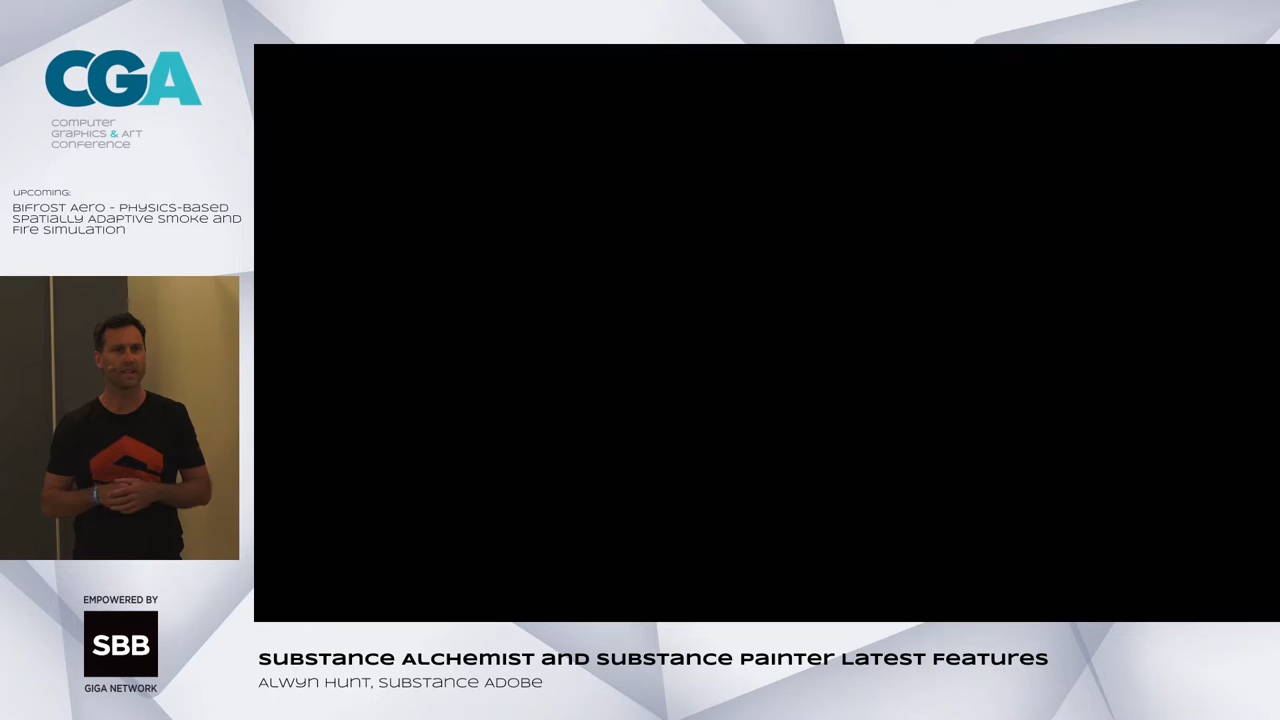 CGA
computer
graphics & art
conference
upcoming:
Bifrost Aero - Physics-Based
Spatially Adaptive Smoke and
Fire Simulation
EMPOWERED BY
SBB
GIGA NETWORK
Substance Alchemist and Substance Painter Latest Features
Alwyn Hunt, Substance Adobe